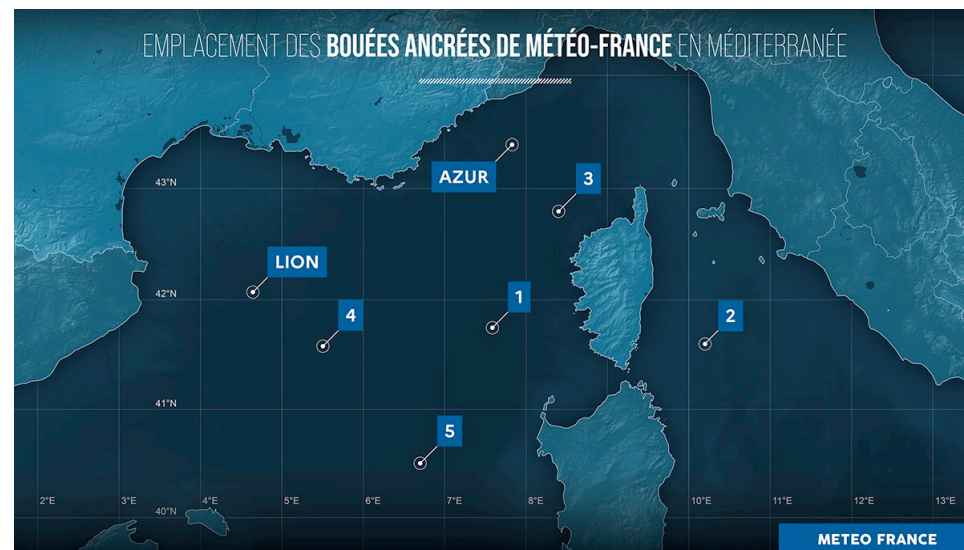 EMPLACEMENT DES BOUÉES ANCRÉES DE MÉTÉO-FRANCE EN MÉDITERRANÉE
AZUR
3
43°N
LION
1
42°N
4
2
41°N
5
2°E 3°E 4°E 5°E 6°E 7°E 8°E 10°E 11°E 12°E 13°E
40°N
METEO FRANCE